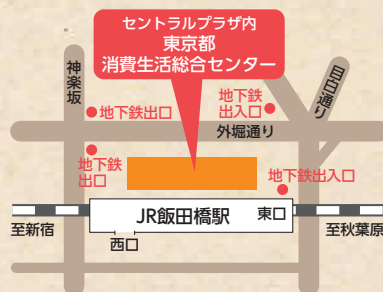 セントラルプラザ内
東京都
消費生活総合センター
神楽坂
目白通り
地下鉄出口
地下鉄
出入口
外堀通り
地下鉄
出口
地下鉄出入口
JR飯田橋駅
東口
西口
至新宿
至秋葉原